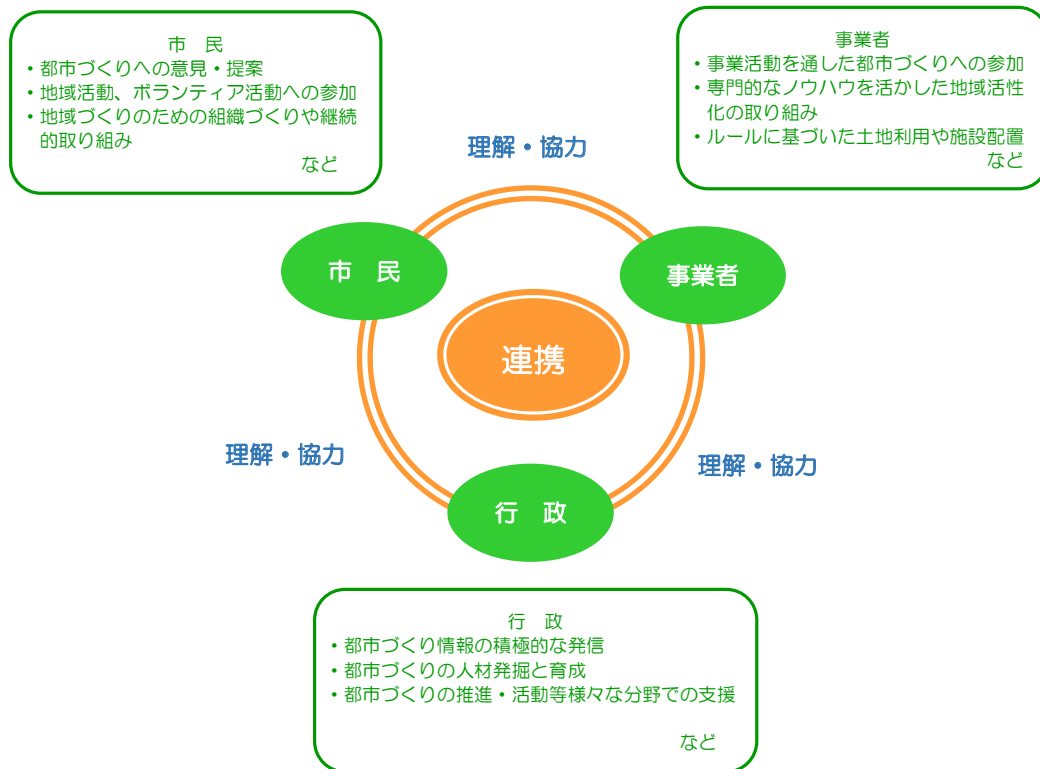 市　民
・都市づくりへの意見・提案
・地域活動、ボランティア活動への参加
・地域づくりのための組織づくりや継続
的取り組み
など
事業者
・事業活動を通した都市づくりへの参加
・専門的なノウハウを活かした地域活性
化の取り組み
・ルールに基づいた土地利用や施設配置
など
理解・協力
市　民
事業者
連携
理解・協力
理解・協力
行　政
行　政
・都市づくり情報の積極的な発信
・都市づくりの人材発掘と育成
・都市づくりの推進・活動等様々な分野での支援
など